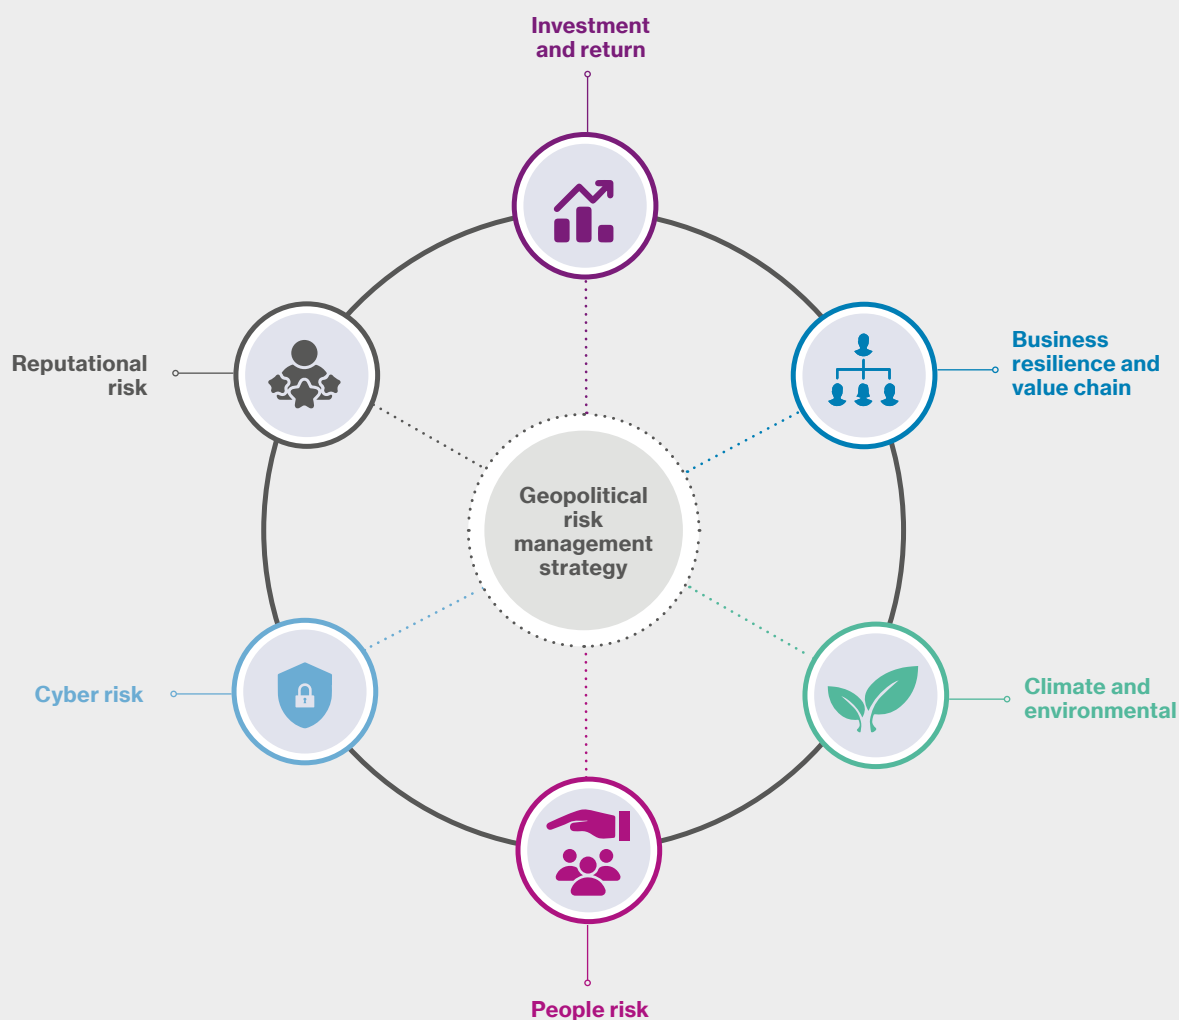 Investment
and return
Business
resilience and
value chain
Reputational
risk
Geopolitical
risk
management
strategy
Cyber risk
Climate and
environmental
People risk